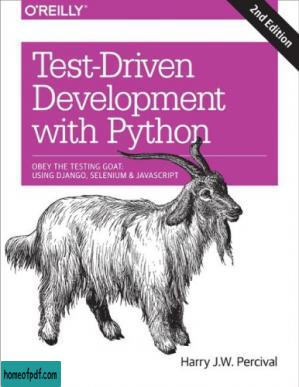 O'REILLY®
2nd Edition
Test-Driven
Development
with Python
OBEY THE TESTING GOAT:
USING DJANGO, SELENIUM & JAVASCRIPT
Harry J.W. Percival
homeofpdf.com